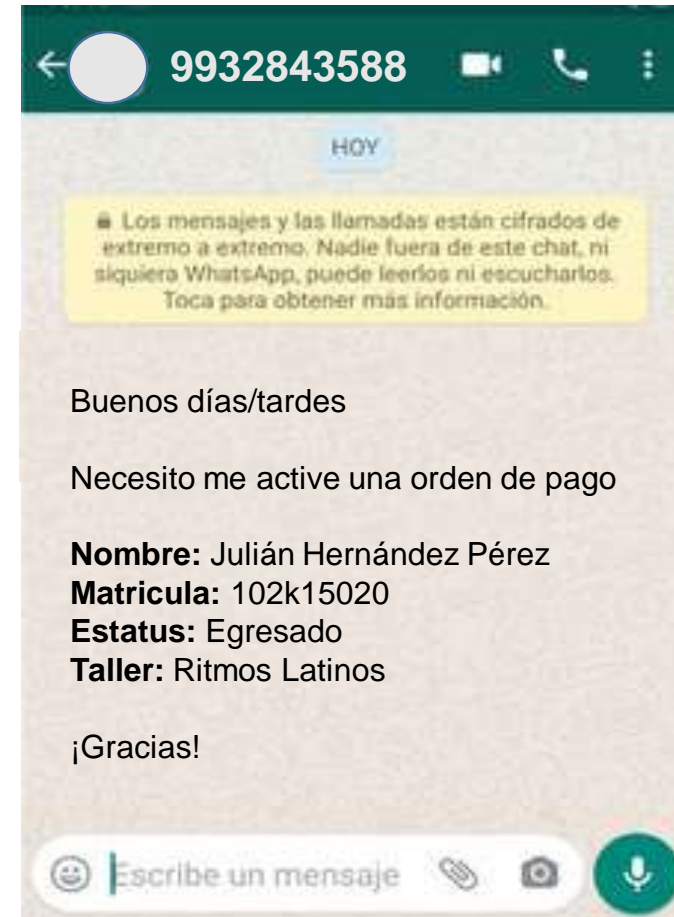 9932843588
HOY
Los mensajes y las llamadas están cifrados de
extremo a extremo. Nadie fuera de este chat, ni
siquiera WhatsApp, puede leerlos ni escucharlos.
Toca para obtener más información.
Buenos días/tardes
Necesito me active una orden de pago
Nombre: Julián Hernández Pérez
Matricula: 102k15020
Estatus: Egresado
Taller: Ritmos Latinos
¡Gracias!
Escribe un mensaje